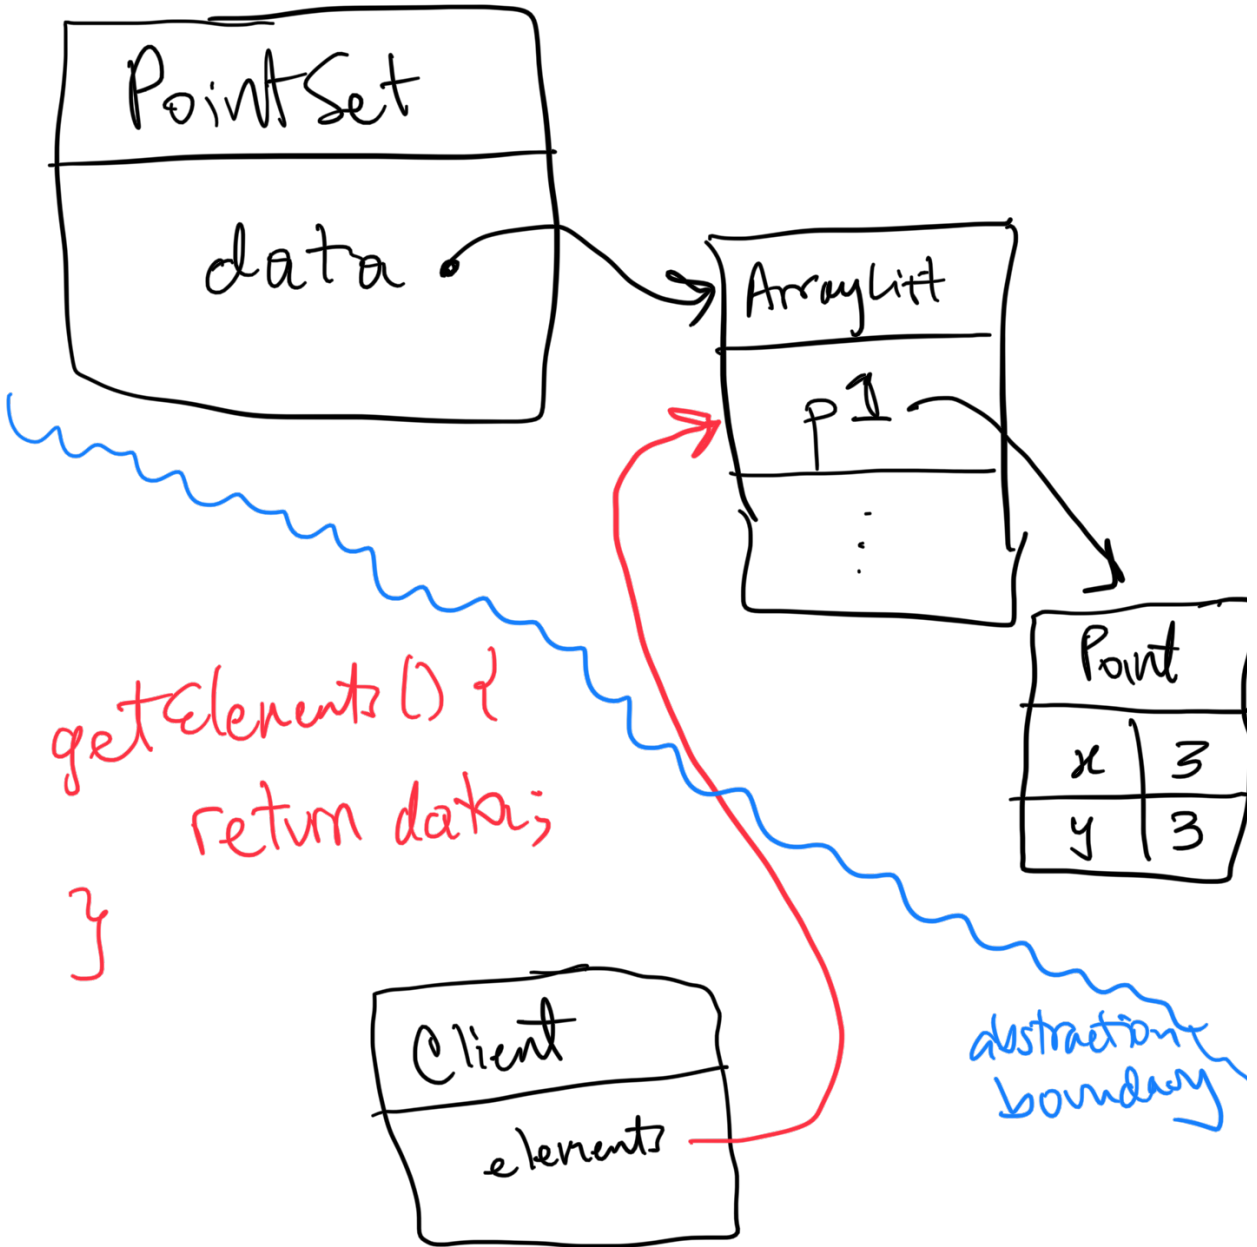 PointSet
data
ArrayList
p1
Point
x 3
y 3
getElements() {
return data;
}
Client
elements
abstraction
boundary